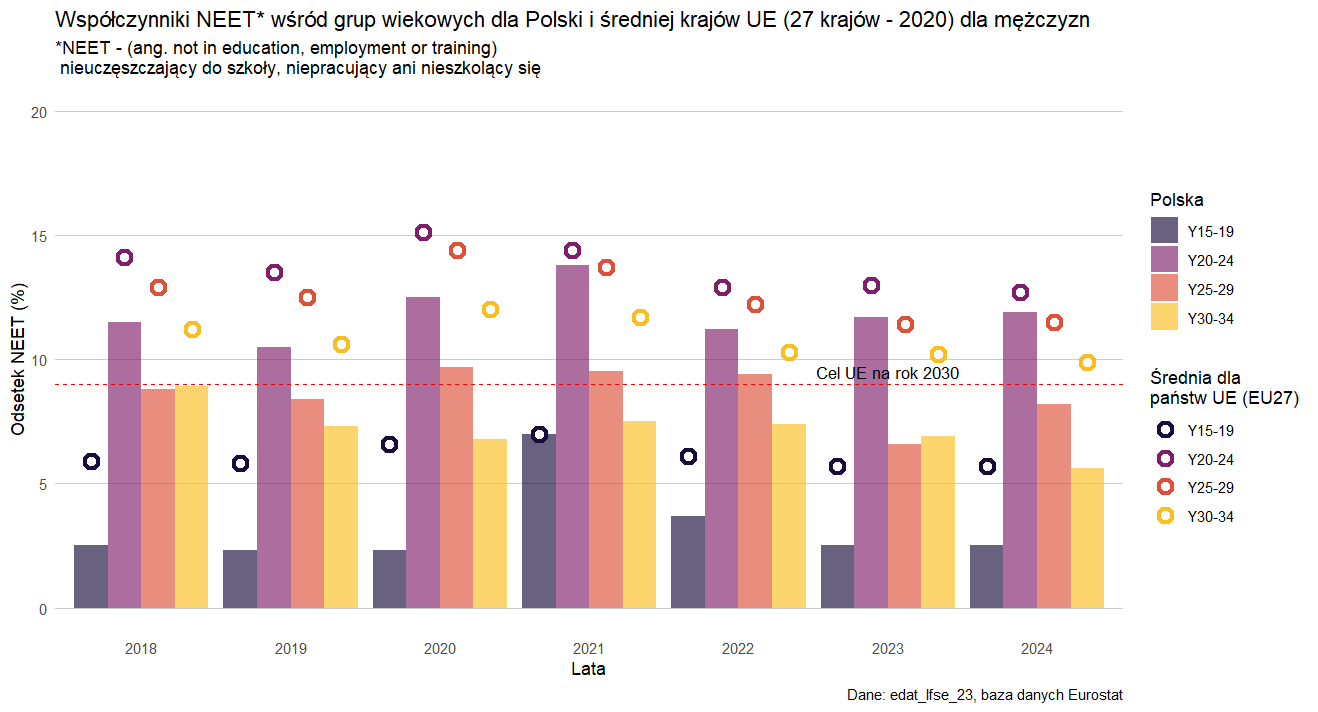 Współczynniki NEET* wśród grup wiekowych dla Polski i średniej krajów UE (27 krajów - 2020) dla mężczyzn
*NEET - (ang. not in education, employment or training)
nieuczęszczający do szkoły, niepracujący ani nieszkolący się
20
15
10
5
0
Odsetek NEET (%)
Cel UE na rok 2030
2018
2019
2020
2021
2022
2023
2024
Lata
Polska
Y15-19
Y20-24
Y25-29
Y30-34
Średnia dla
państw UE (EU27)
Y15-19
Y20-24
Y25-29
Y30-34
Dane: edat_lfse_23, baza danych Eurostat